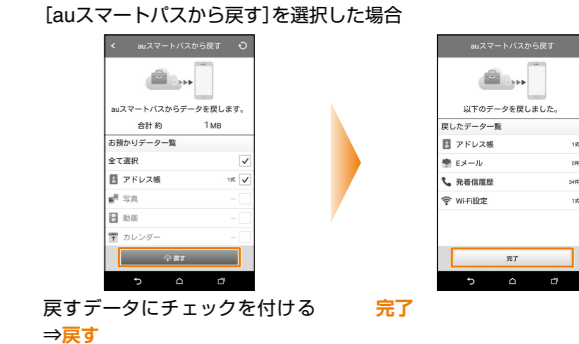 [auスマートパスから戻す]を選択した場合
auスマートパスから戻す
auスマートパスからデータを戻します。
合計 約 1MB
お預かりデータ一覧
全て選択
アドレス帳 1式
写真 –
動画 –
カレンダー –
戻す
戻すデータにチェックを付ける
⇒戻す
auスマートパスから戻す
以下のデータを戻しました。
戻したデータ一覧
アドレス帳 1式
Eメール 0件
発着信履歴 34件
Wi-Fi設定 1式
完了
完了